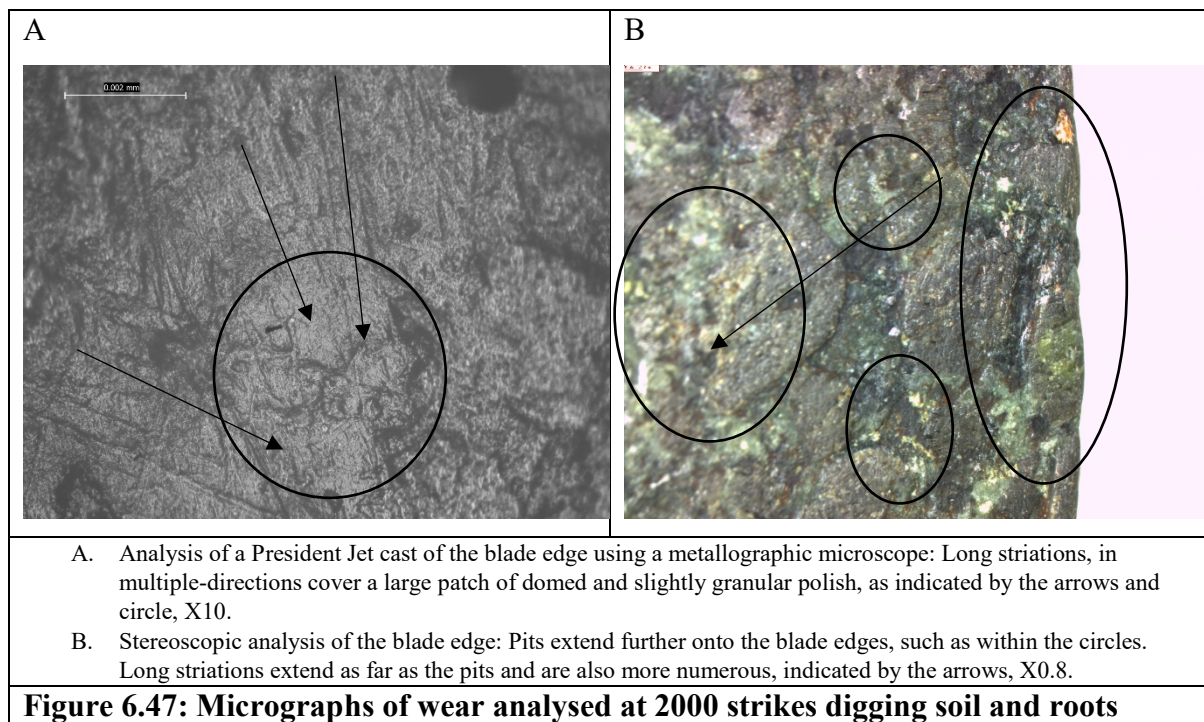 A
B
0.002 mm
A. Analysis of a President Jet cast of the blade edge using a metallographic microscope: Long striations, in
multiple-directions cover a large patch of domed and slightly granular polish, as indicated by the arrows and
circle, X10.
B. Stereoscopic analysis of the blade edge: Pits extend further onto the blade edges, such as within the circles.
Long striations extend as far as the pits and are also more numerous, indicated by the arrows, X0.8.
Figure 6.47: Micrographs of wear analysed at 2000 strikes digging soil and roots